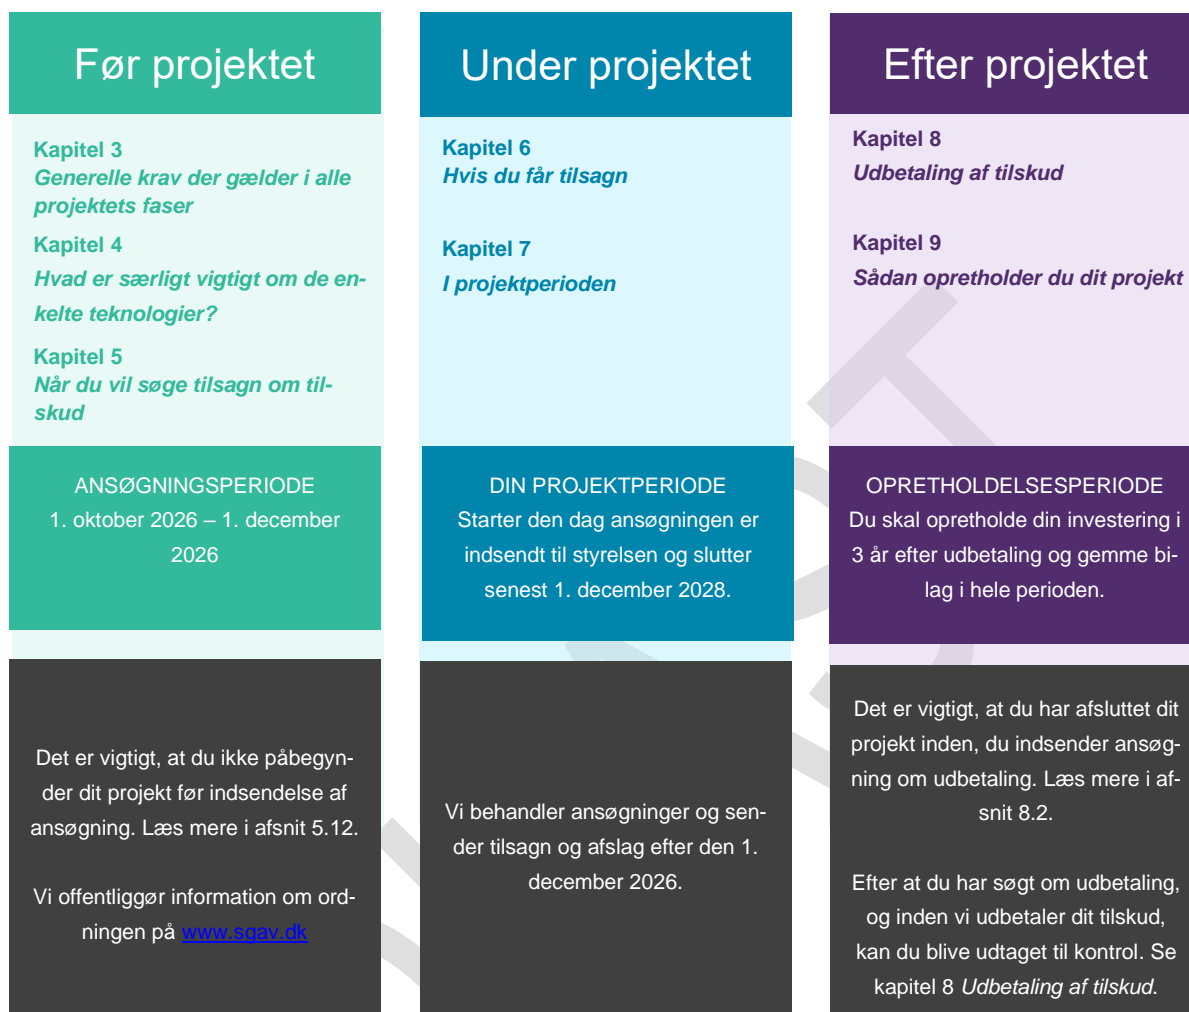 Før projektet
Kapitel 3
Generelle krav der gælder i alle
projektets faser
Kapitel 4
Hvad er særligt vigtigt om de en-
kelte teknologier?
Kapitel 5
Når du vil søge tilsagn om til-
skud
ANSØGNINGSPERIODE
1. oktober 2026 – 1. december
2026
Det er vigtigt, at du ikke påbegyn-
der dit projekt før indsendelse af
ansøgning. Læs mere i afsnit 5.12.
Vi offentliggør information om ord-
ningen på www.sgav.dk
Under projektet
Kapitel 6
Hvis du får tilsagn
Kapitel 7
I projektperioden
DIN PROJEKTPERIODE
Starter den dag ansøgningen er
indsendt til styrelsen og slutter
senest 1. december 2028.
Vi behandler ansøgninger og sen-
der tilsagn og afslag efter den 1.
december 2026.
Efter projektet
Kapitel 8
Udbetaling af tilskud
Kapitel 9
Sådan opretholder du dit projekt
OPRETHOLDELSESPERIODE
Du skal opretholde din investering i
3 år efter udbetaling og gemme bi-
lag i hele perioden.
Det er vigtigt, at du har afsluttet dit
projekt inden, du indsender ansøg-
ning om udbetaling. Læs mere i af-
snit 8.2.
Efter at du har søgt om udbetaling,
og inden vi udbetaler dit tilskud,
kan du blive udtaget til kontrol. Se
kapitel 8 Udbetaling af tilskud.